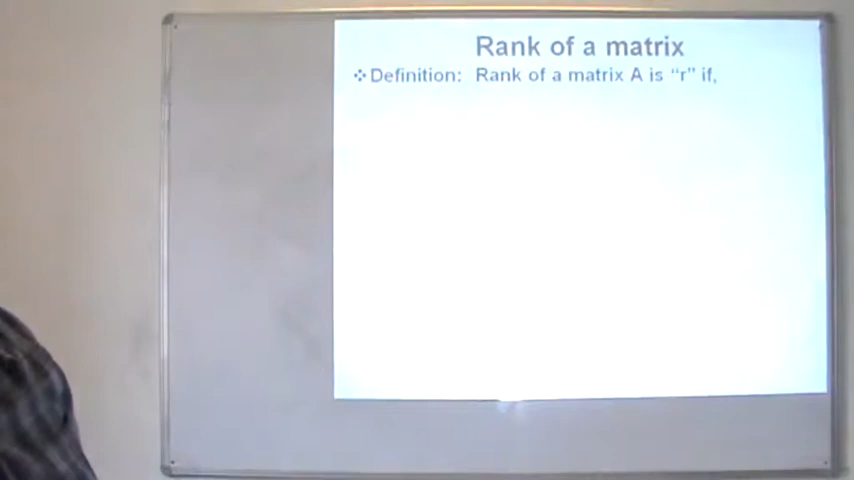 Rank of a matrix
❖Definition: Rank of a matrix A is “r” if,